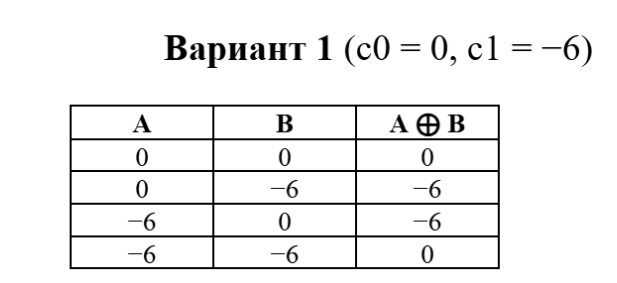 Вариант 1 (c0 = 0, c1 = −6)
A B A ⊕ B
0 0 0
0 −6 −6
−6 0 −6
−6 −6 0